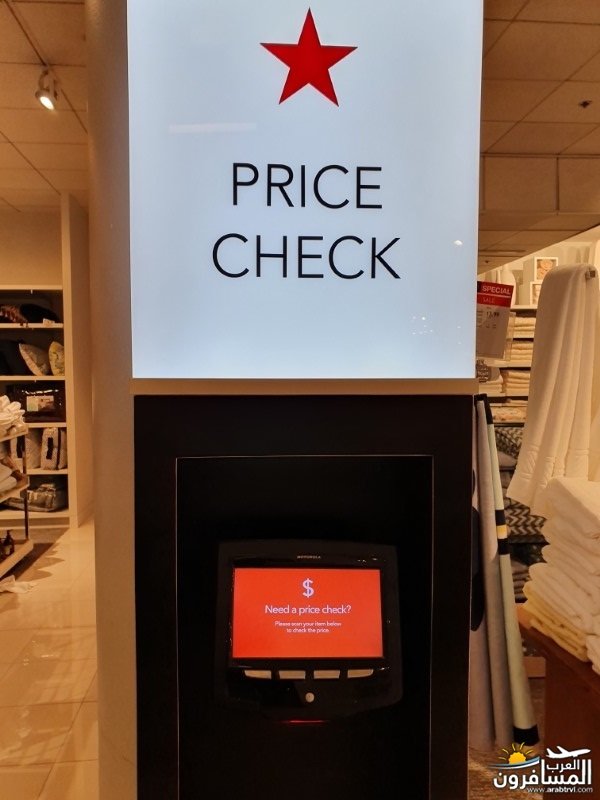 PRICE
CHECK
SPECIAL
SALE
MOTOROLA
$
Need a price check?
Please scan your item below
to check the price.
العرب
المسافرون
www.arabtrvl.com